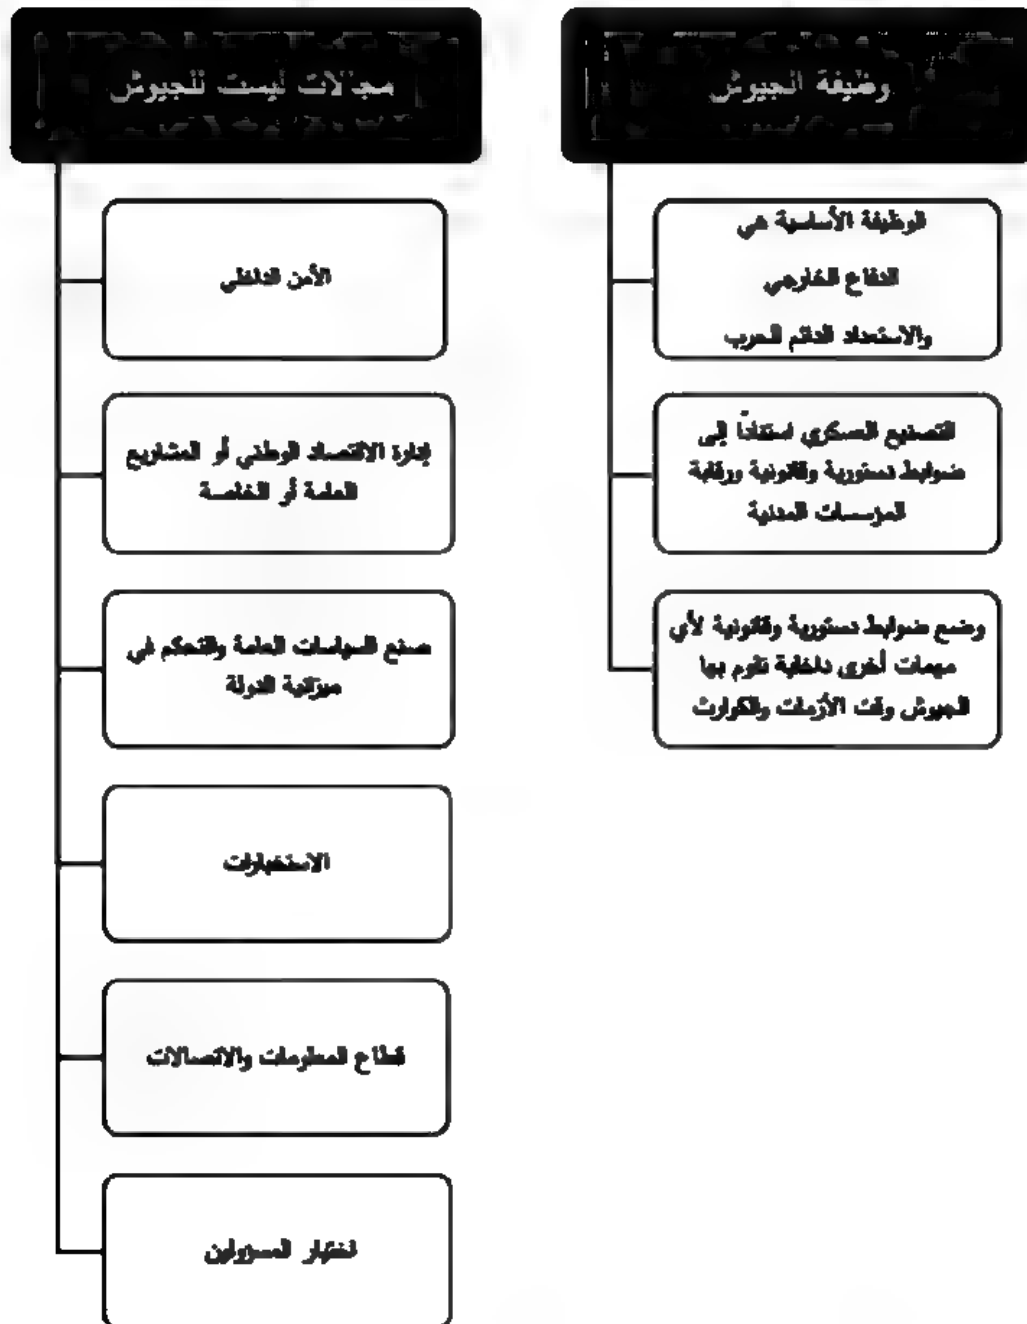 وظيفة الجيوش
الوظيفة الأساسية هي
الدفاع الخارجي
والاستعداد الدائم للحرب
التصنيع العسكري استنادًا إلى
ضوابط دستورية وقانونية ورقابة
المؤسسات المدنية
وضع ضوابط دستورية وقانونية لأي
مهمات أخرى داخلية تقوم بها
الجيوش وقت الأزمات والكوارث
مجالات ليست للجيوش
الأمن الداخلي
إدارة الاقتصاد الوطني أو المشاريع
العامة أو الخاصة
صنع السياسات العامة والتحكم في
ميزانية الدولة
الاستخبارات
قطاع المعلومات والاتصالات
اختيار المسؤولين